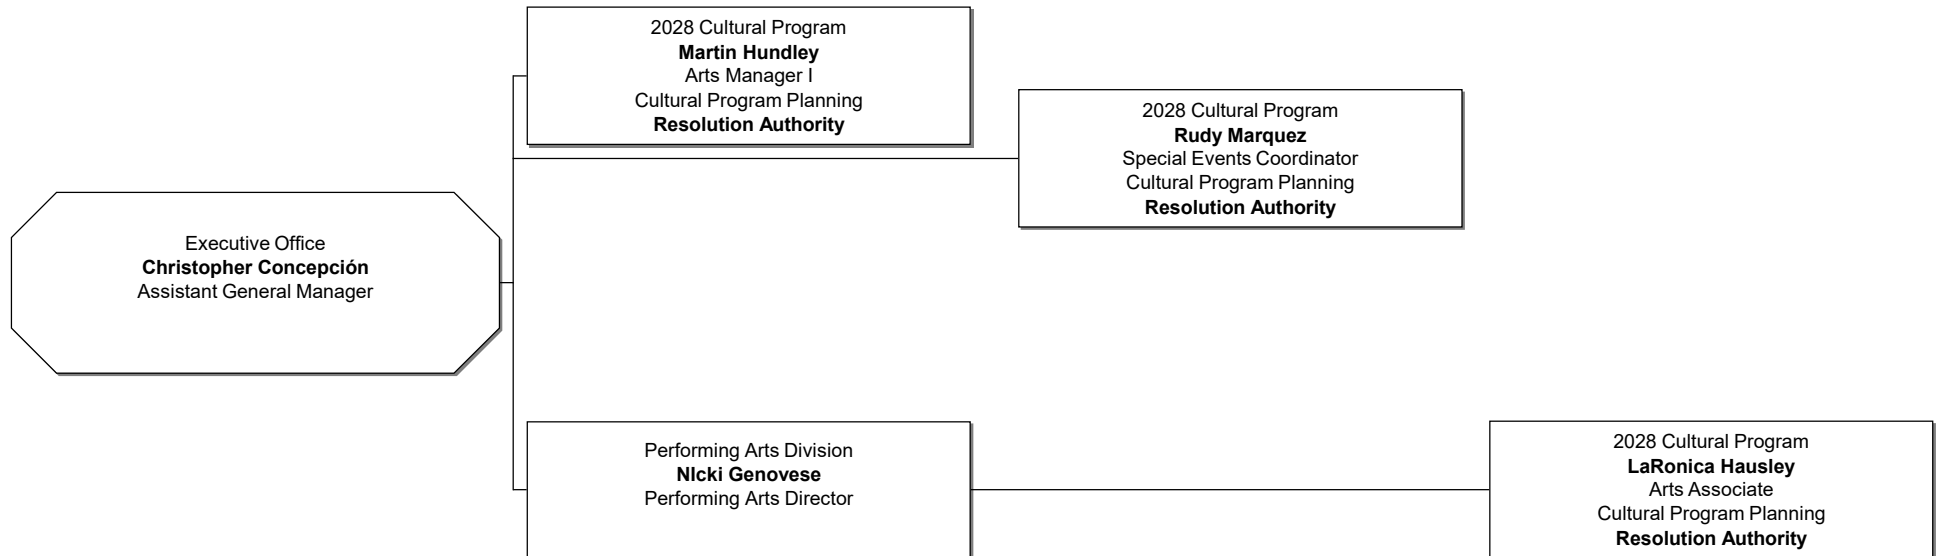 2028 Cultural Program
Martin Hundley
Arts Manager I
Cultural Program Planning
Resolution Authority
2028 Cultural Program
Rudy Marquez
Special Events Coordinator
Cultural Program Planning
Resolution Authority
Executive Office
Christopher Concepción
Assistant General Manager
Performing Arts Division
NIcki Genovese
Performing Arts Director
2028 Cultural Program
LaRonica Hausley
Arts Associate
Cultural Program Planning
Resolution Authority